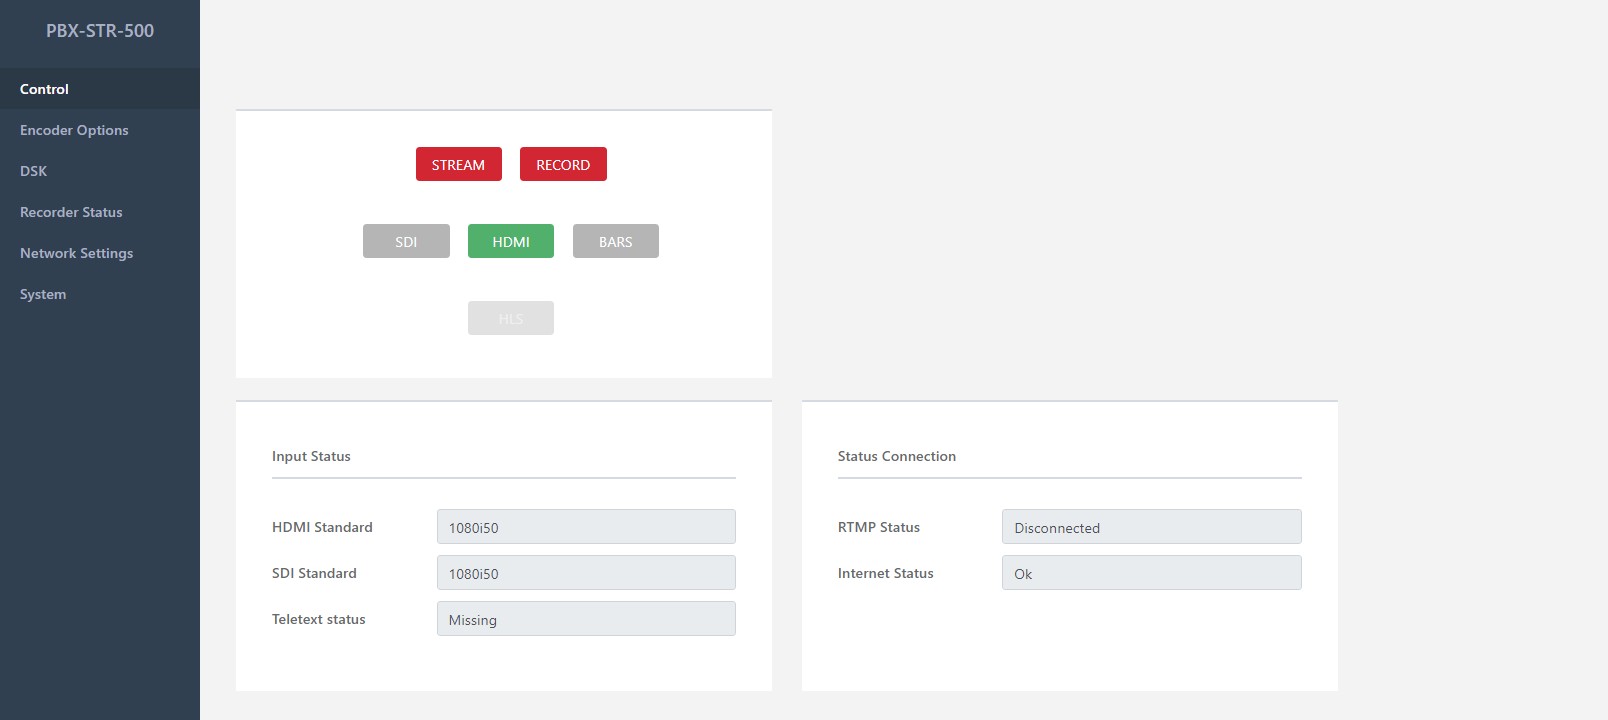 PBX-STR-500
Control
Encoder Options
DSK
Recorder Status
Network Settings
System
STREAM RECORD
SDI HDMI BARS
HLS
Input Status
HDMI Standard 1080i50
SDI Standard 1080i50
Teletext status Missing
Status Connection
RTMP Status Disconnected
Internet Status Ok